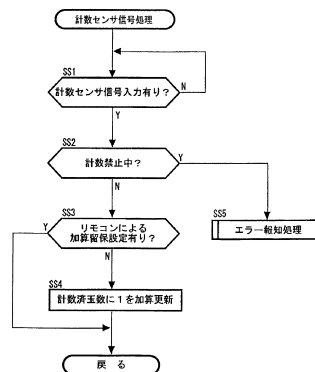 計数センサ信号処理
SS1
計数センサ信号入力有り？
N
Y
SS2
計数禁止中？
Y
N
SS3
Y
リモコンによる
加算留保設定有り？
SS5
エラー報知処理
N
SS4
計数済玉数に１を加算更新
戻る